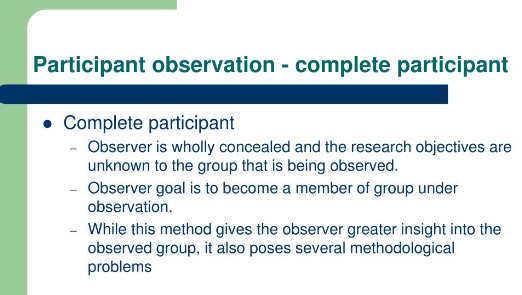 Participant observation - complete participant
● Complete participant
– Observer is wholly concealed and the research objectives are
unknown to the group that is being observed.
– Observer goal is to become a member of group under
observation.
– While this method gives the observer greater insight into the
observed group, it also poses several methodological
problems